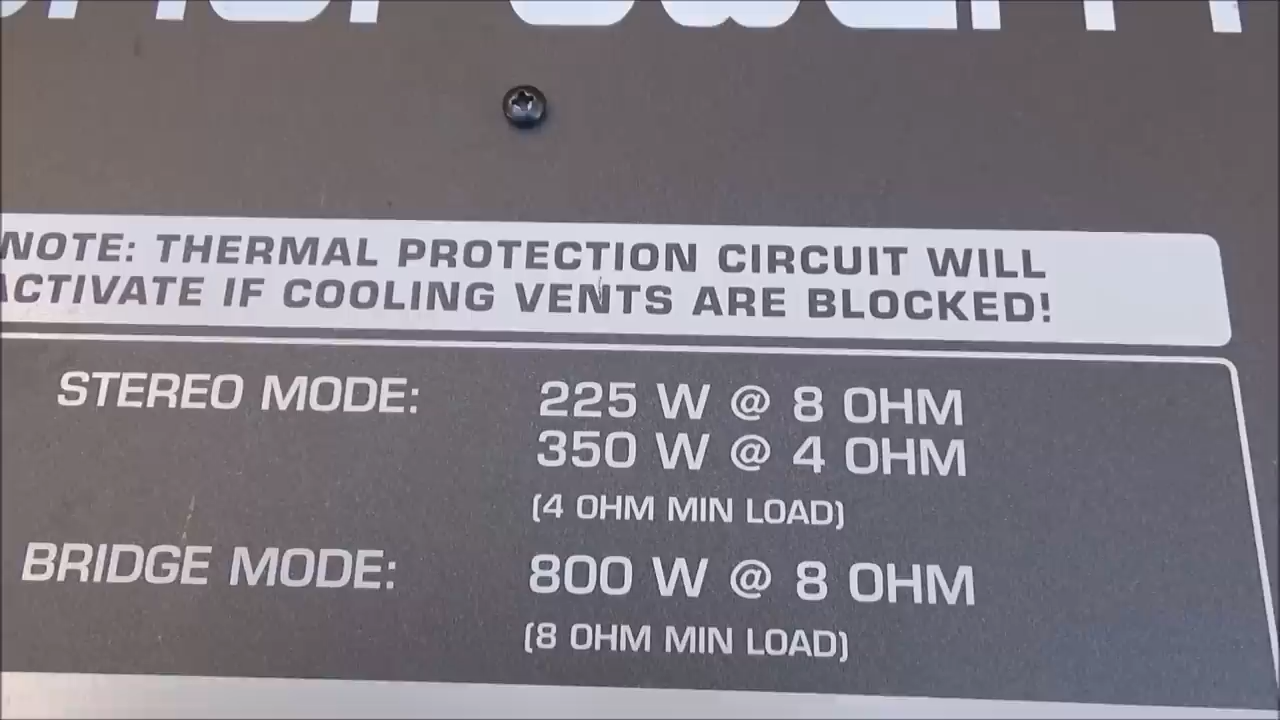 NOTE: THERMAL PROTECTION CIRCUIT WILL
ACTIVATE IF COOLING VENTS ARE BLOCKED!
STEREO MODE: 225 W @ 8 OHM
350 W @ 4 OHM
(4 OHM MIN LOAD)
BRIDGE MODE: 800 W @ 8 OHM
(8 OHM MIN LOAD)